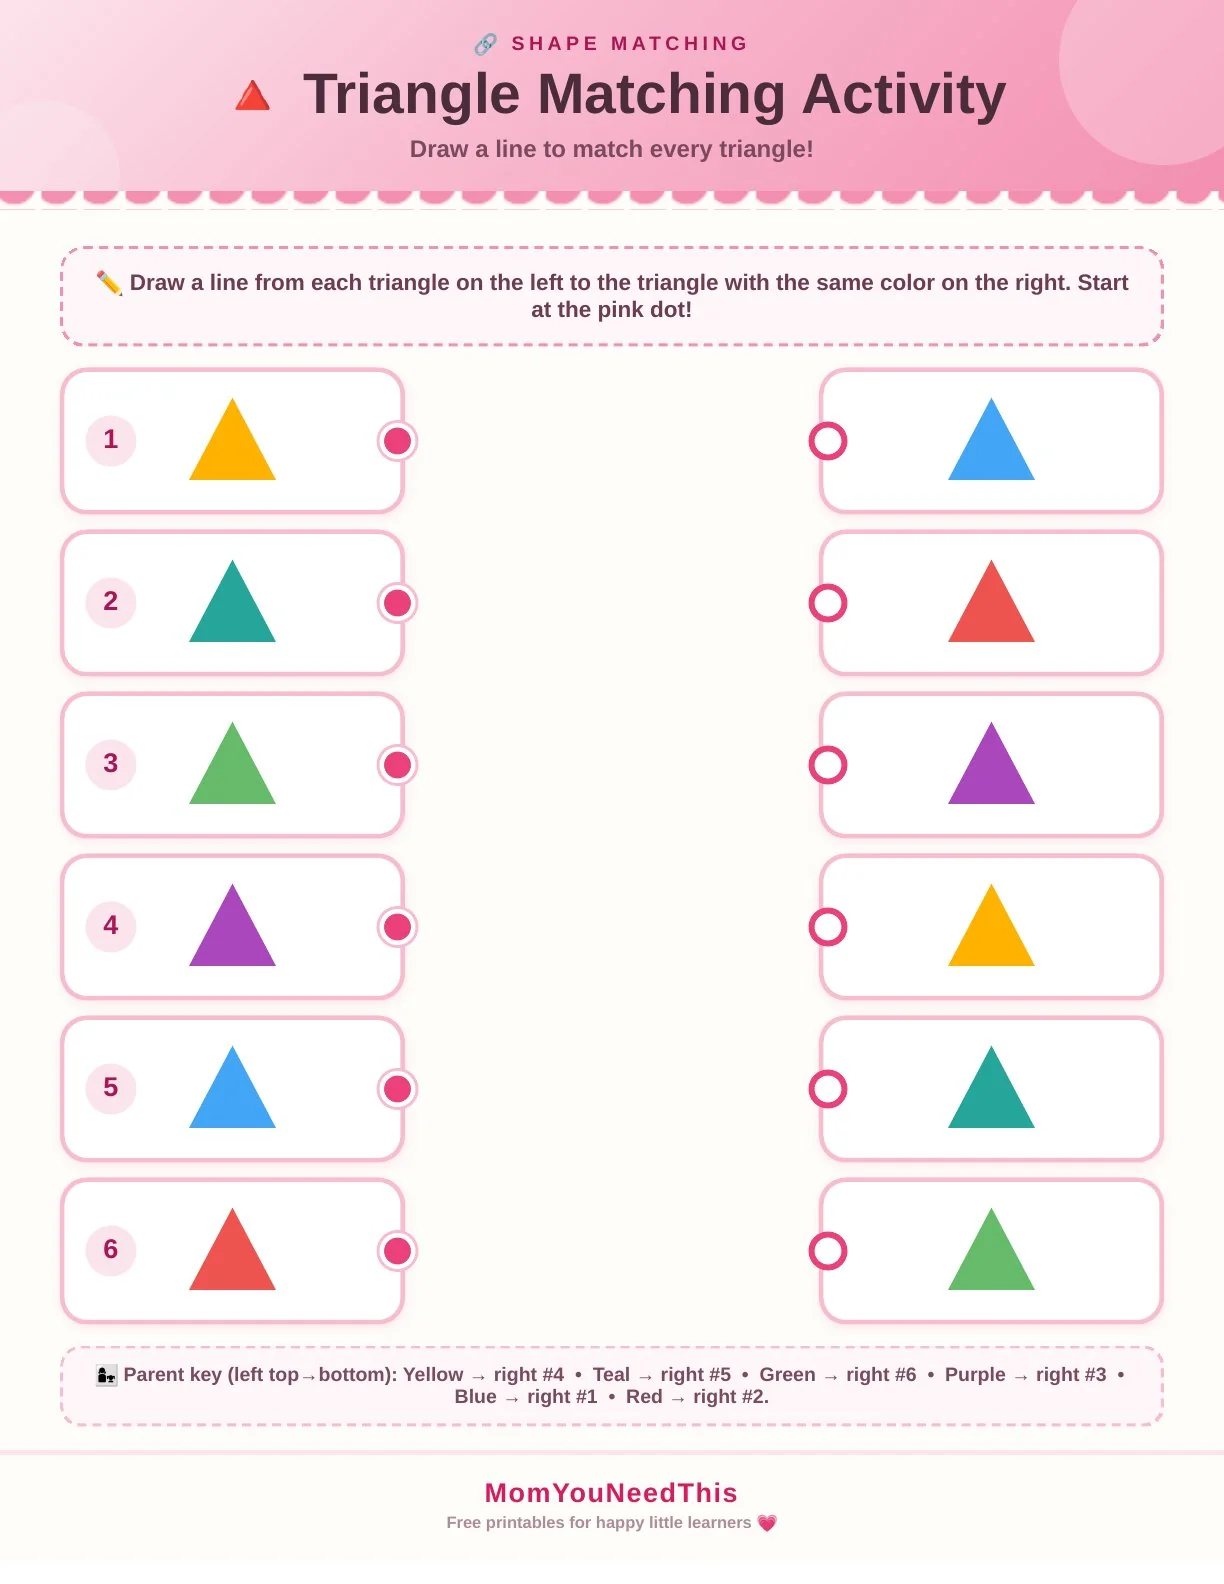 🔗 SHAPE MATCHING
🔺 Triangle Matching Activity
Draw a line to match every triangle!
✏️ Draw a line from each triangle on the left to the triangle with the same color on the right. Start
at the pink dot!
1
2
3
4
5
6
👩‍👧 Parent key (left top→bottom): Yellow → right #4 • Teal → right #5 • Green → right #6 • Purple → right #3 •
Blue → right #1 • Red → right #2.
MomYouNeedThis
Free printables for happy little learners 💗